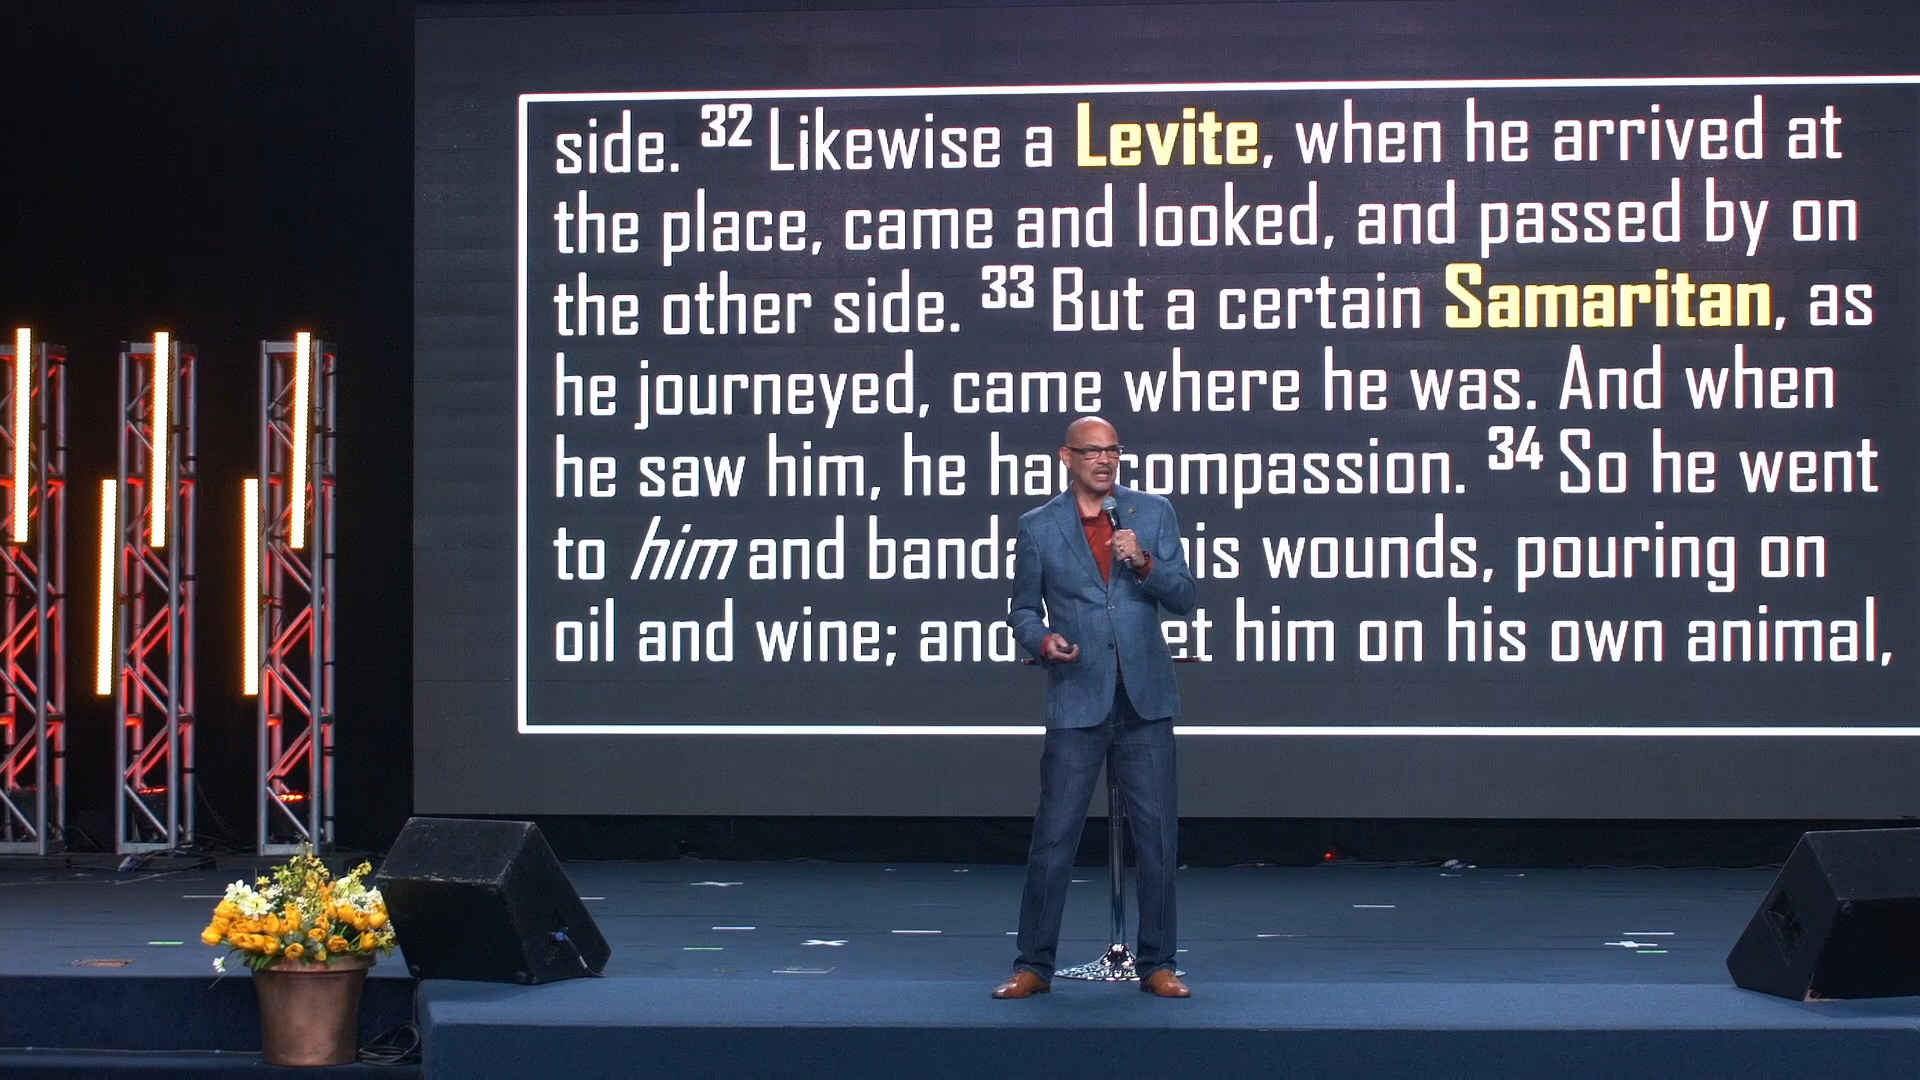 side. 32 Likewise a Levite, when he arrived at
the place, came and looked, and passed by on
the other side. 33 But a certain Samaritan, as
he journeyed, came where he was. And when
he saw him, he had compassion. 34 So he went
to him and his wounds, pouring on
oil and wine; and him on his own animal,